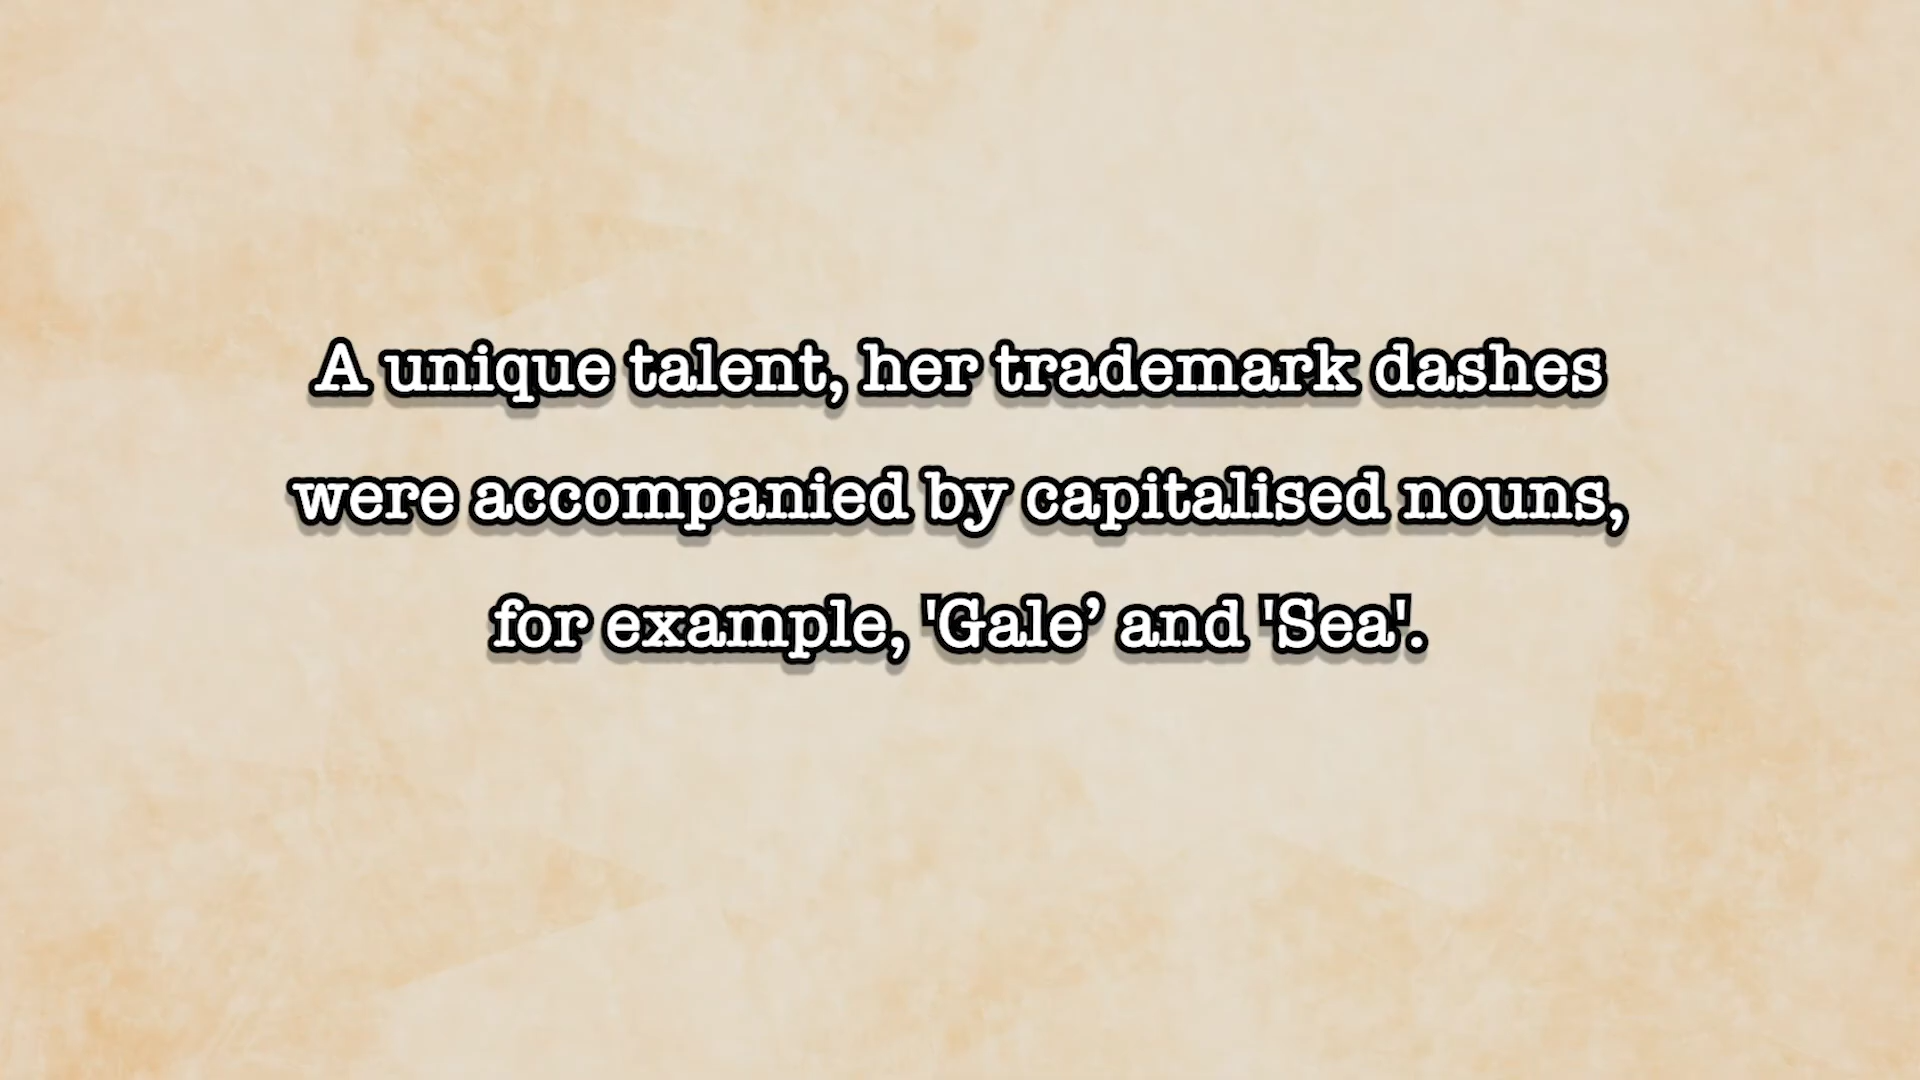 A unique talent, her trademark dashes
were accompanied by capitalised nouns,
for example, 'Gale’ and 'Sea'.